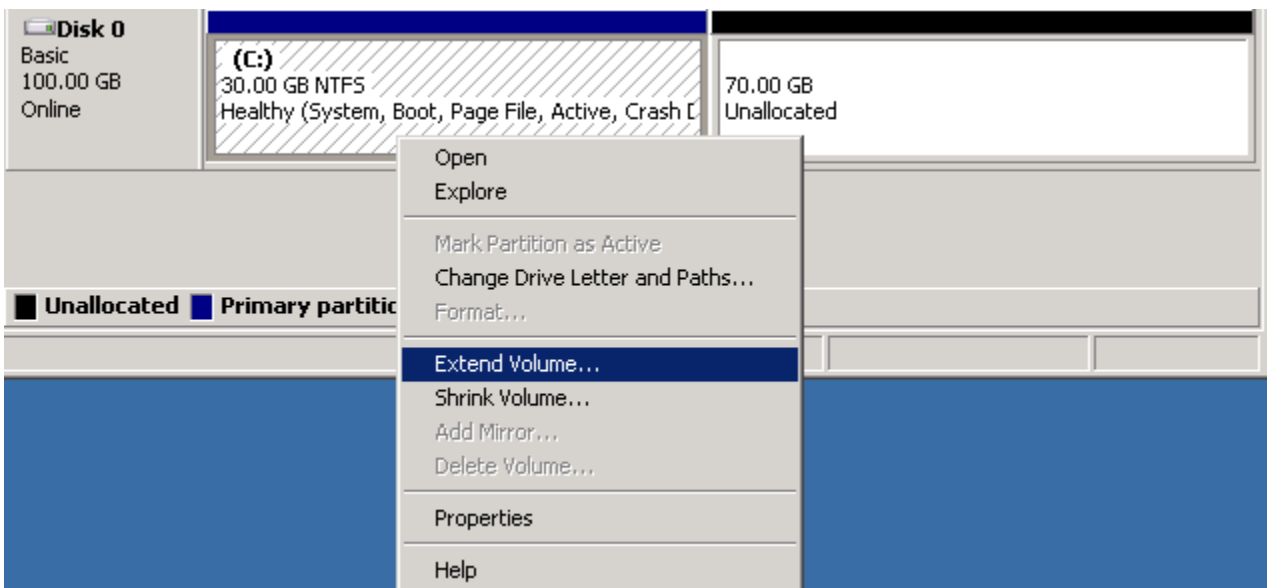 Disk 0
Basic
100.00 GB
Online
(C:)
30.00 GB NTFS
Healthy (System, Boot, Page File, Active, Crash
70.00 GB
Unallocated
Open
Explore
Mark Partition as Active
Change Drive Letter and Paths...
Format...
Unallocated Primary
Extend Volume...
Shrink Volume...
Add Mirror...
Delete Volume...
Properties
Help